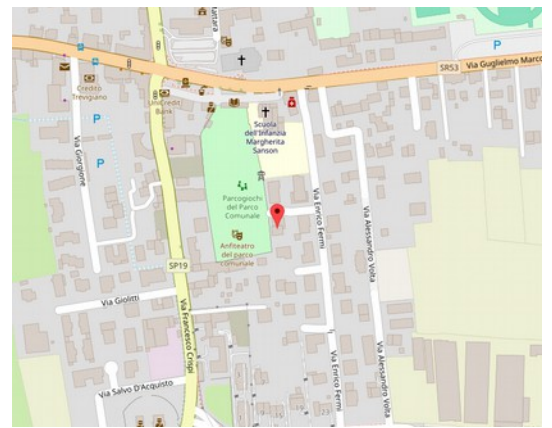 P
SR53
Via Guglielmo Marco
Credito
Trevigiano
UniCredit
Bank
P
P
Via Giorgione
Scuola
dell'Infanzia
Margherita
Sanson
Parcogiochi
del Parco
Comunale
Anfiteatro
del parco
comunale
Via Enrico Fermi
Via Alessandro Volta
SP19
Via Giolitti
Via Francesco Crispi
Via Enrico Fermi
Via Alessandro Volta
Via Salvo D'Acquisto
23